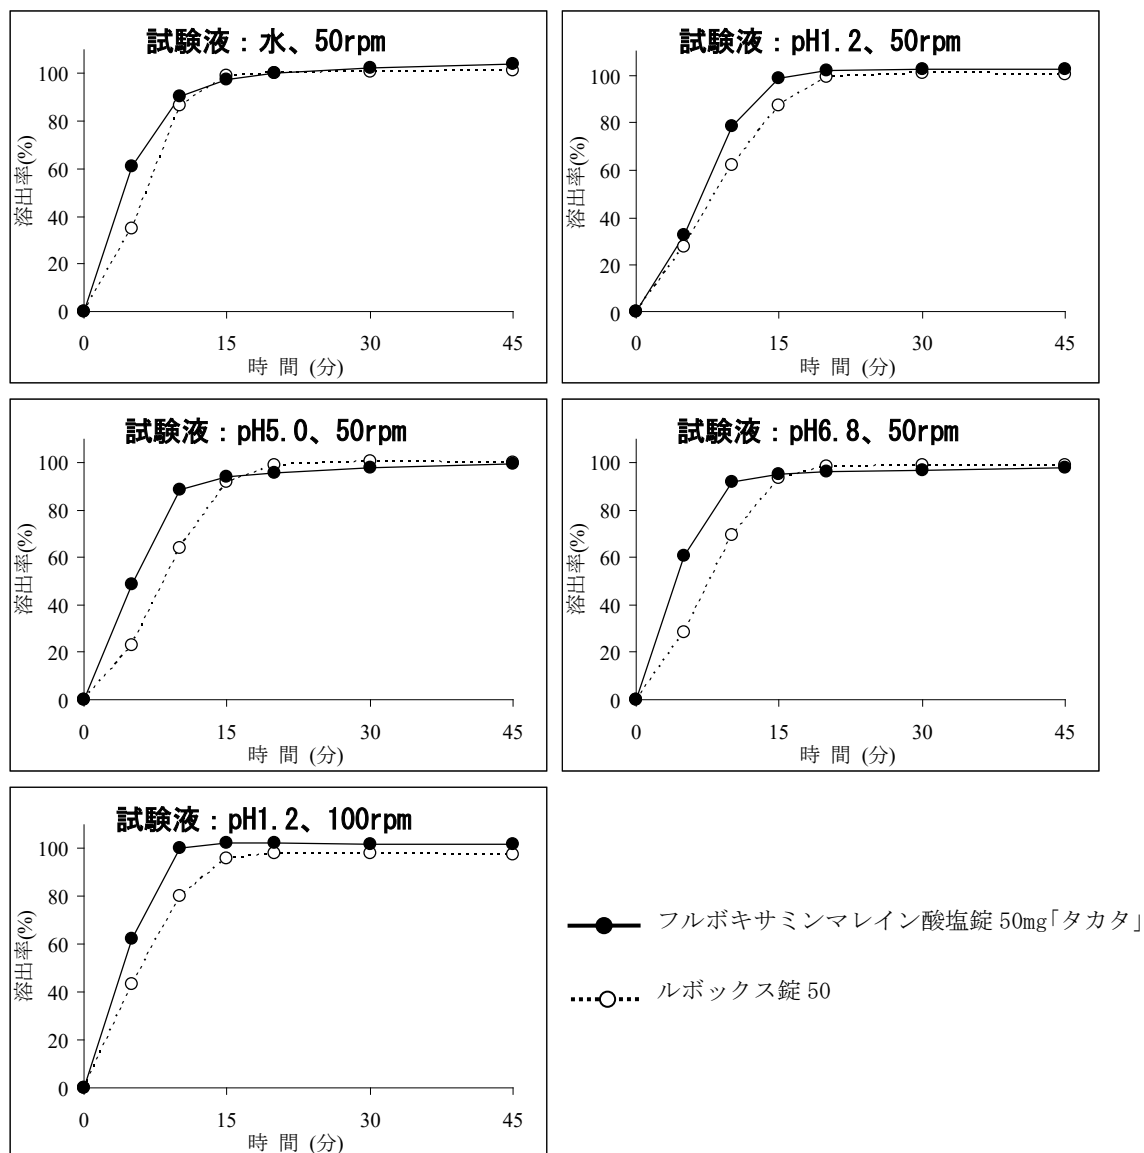 試験液：水、50rpm
100
80
60
40
20
0
溶出率(%)
0 15 30 45
時 間 (分)
試験液：pH1.2、50rpm
100
80
60
40
20
0
溶出率(%)
0 15 30 45
時 間 (分)
試験液：pH5.0、50rpm
100
80
60
40
20
0
溶出率(%)
0 15 30 45
時 間 (分)
試験液：pH6.8、50rpm
100
80
60
40
20
0
溶出率(%)
0 15 30 45
時 間 (分)
試験液：pH1.2、100rpm
100
80
60
40
20
0
溶出率(%)
0 15 30 45
時 間 (分)
フルボキサミンマレイン酸塩錠 50mg「タカタ」
ルボックス錠 50